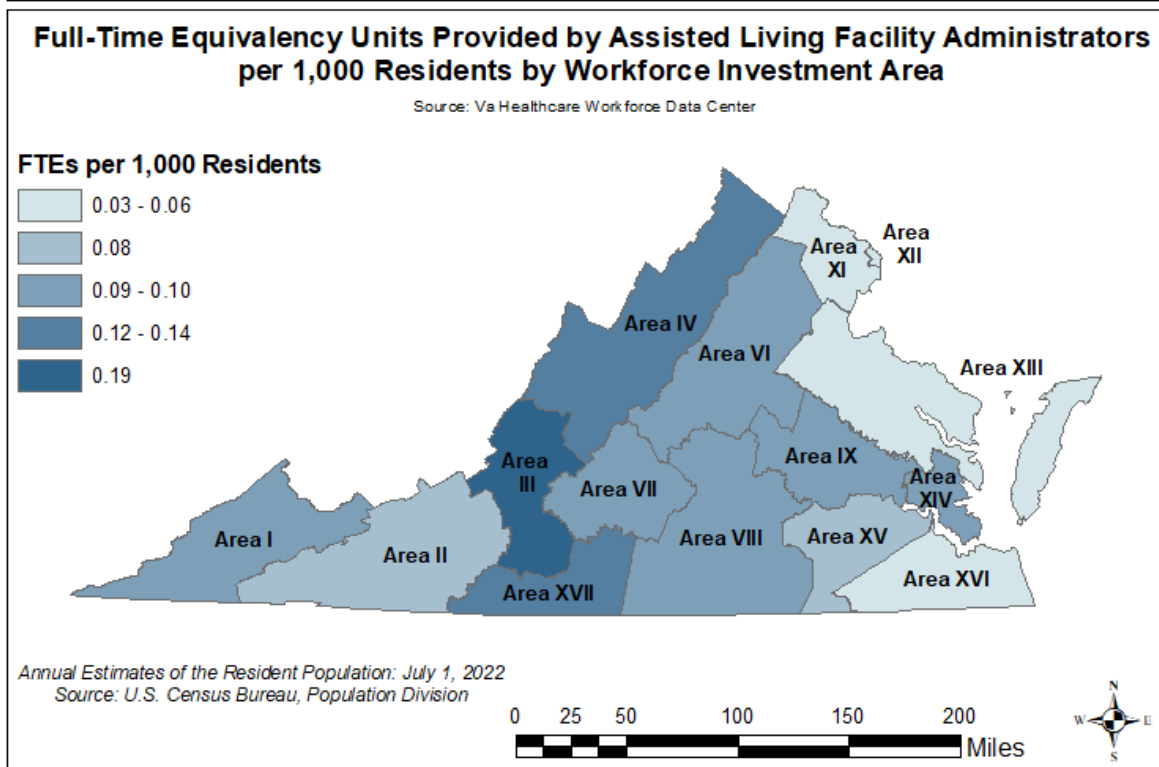 Full-Time Equivalency Units Provided by Assisted Living Facility Administrators
per 1,000 Residents by Workforce Investment Area
Source: Va Healthcare Workforce Data Center
FTEs per 1,000 Residents
0.03 - 0.06
0.08
0.09 - 0.10
0.12 - 0.14
0.19
Area
XII
Area
XI
Area IV
Area VI
Area XIII
Area
III
Area IX
Area VII
Area
XIV
Area I
Area II
Area VIII
Area XV
Area XVI
Area XVII
Annual Estimates of the Resident Population: July 1, 2022
Source: U.S. Census Bureau, Population Division
0 25 50 100 150 200
Miles
N
W E
S